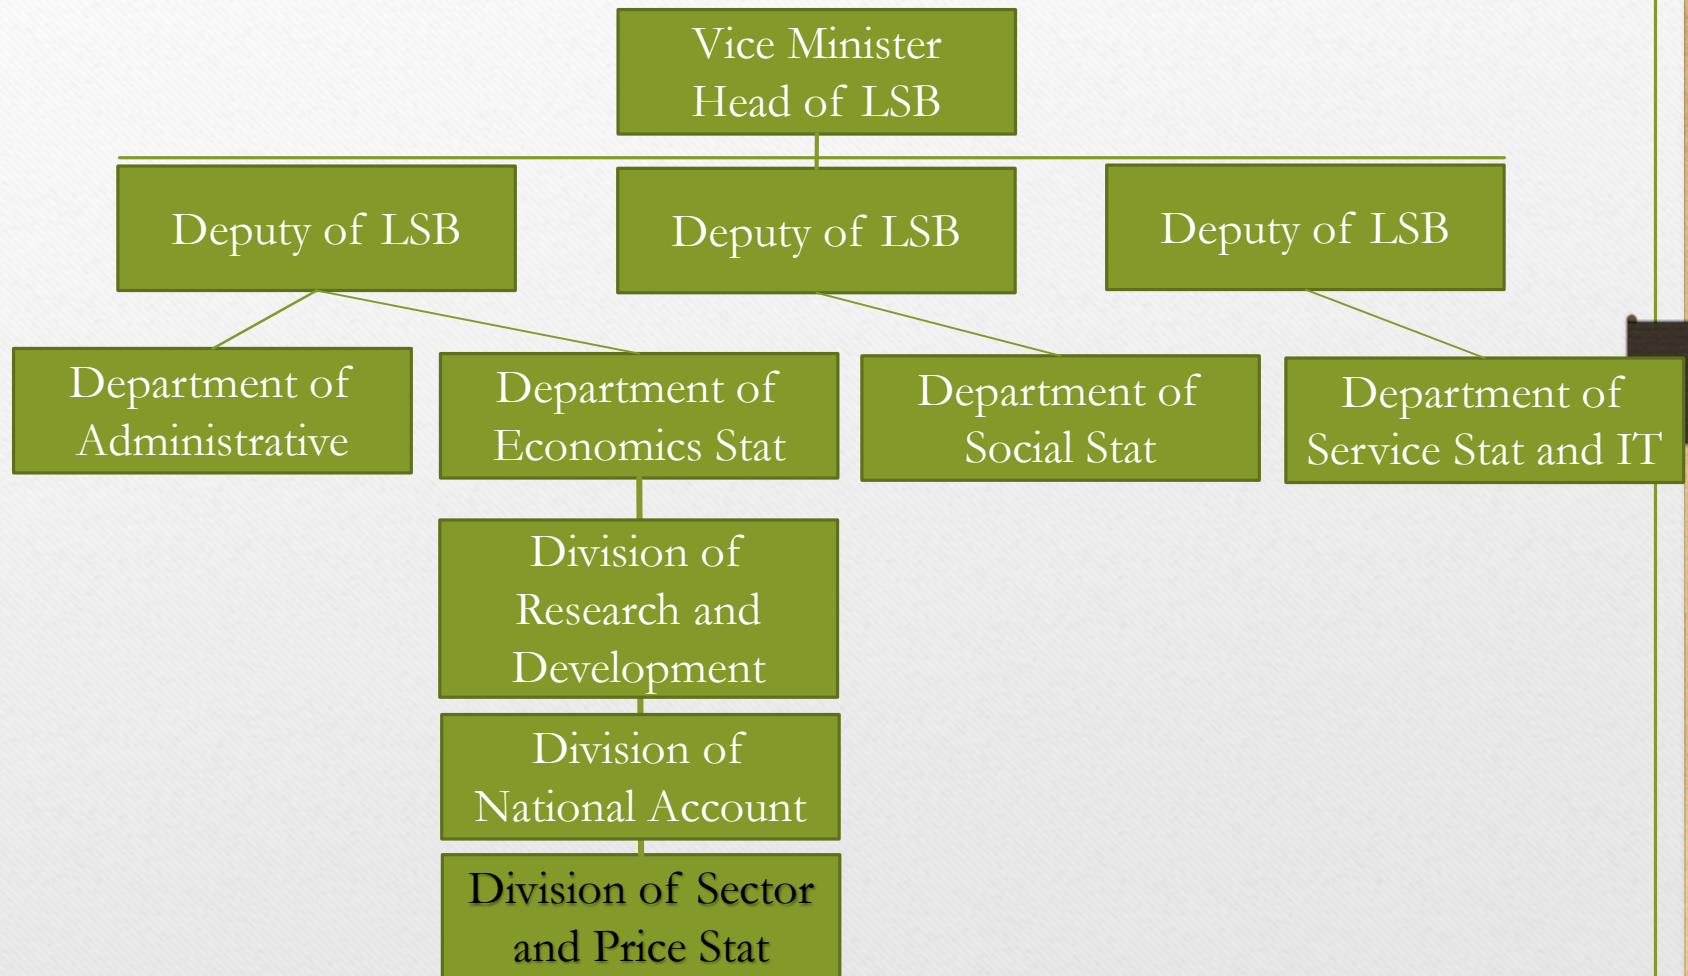 Vice Minister
Head of LSB
Deputy of LSB
Deputy of LSB
Deputy of LSB
Department of
Administrative
Department of
Economics Stat
Department of
Social Stat
Department of
Service Stat and IT
Division of
Research and
Development
Division of
National Account
Division of Sector
and Price Stat